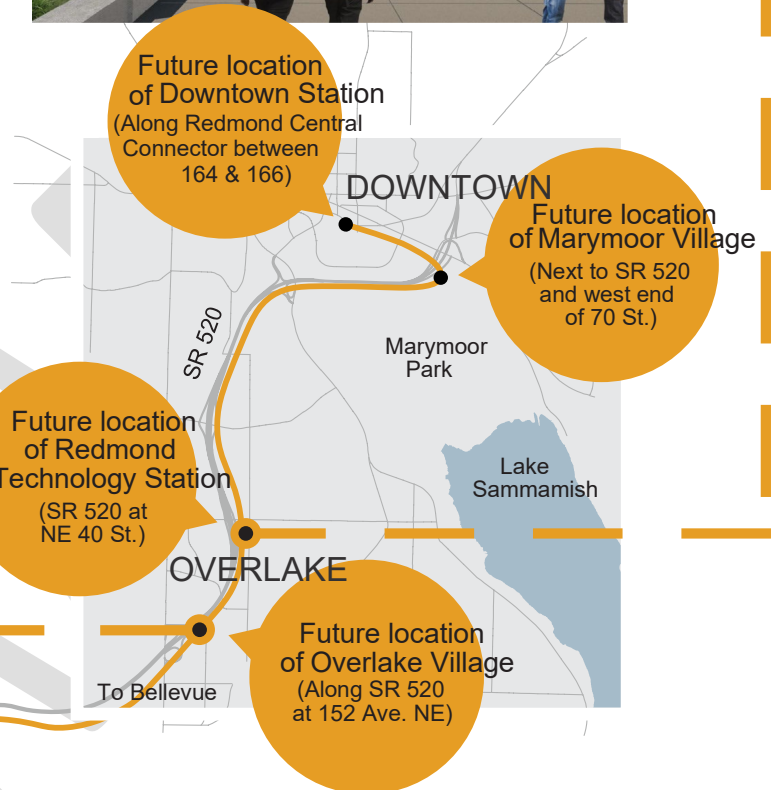 Future location
of Downtown Station
(Along Redmond Central
Connector between
164 & 166)
DOWNTOWN
Future location
of Marymoor Village
(Next to SR 520
and west end
of 70 St.)
SR 520
Marymoor
Park
Future location
of Redmond
Technology Station
(SR 520 at
NE 40 St.)
Lake
Sammamish
OVERLAKE
Future location
of Overlake Village
(Along SR 520
at 152 Ave. NE)
To Bellevue